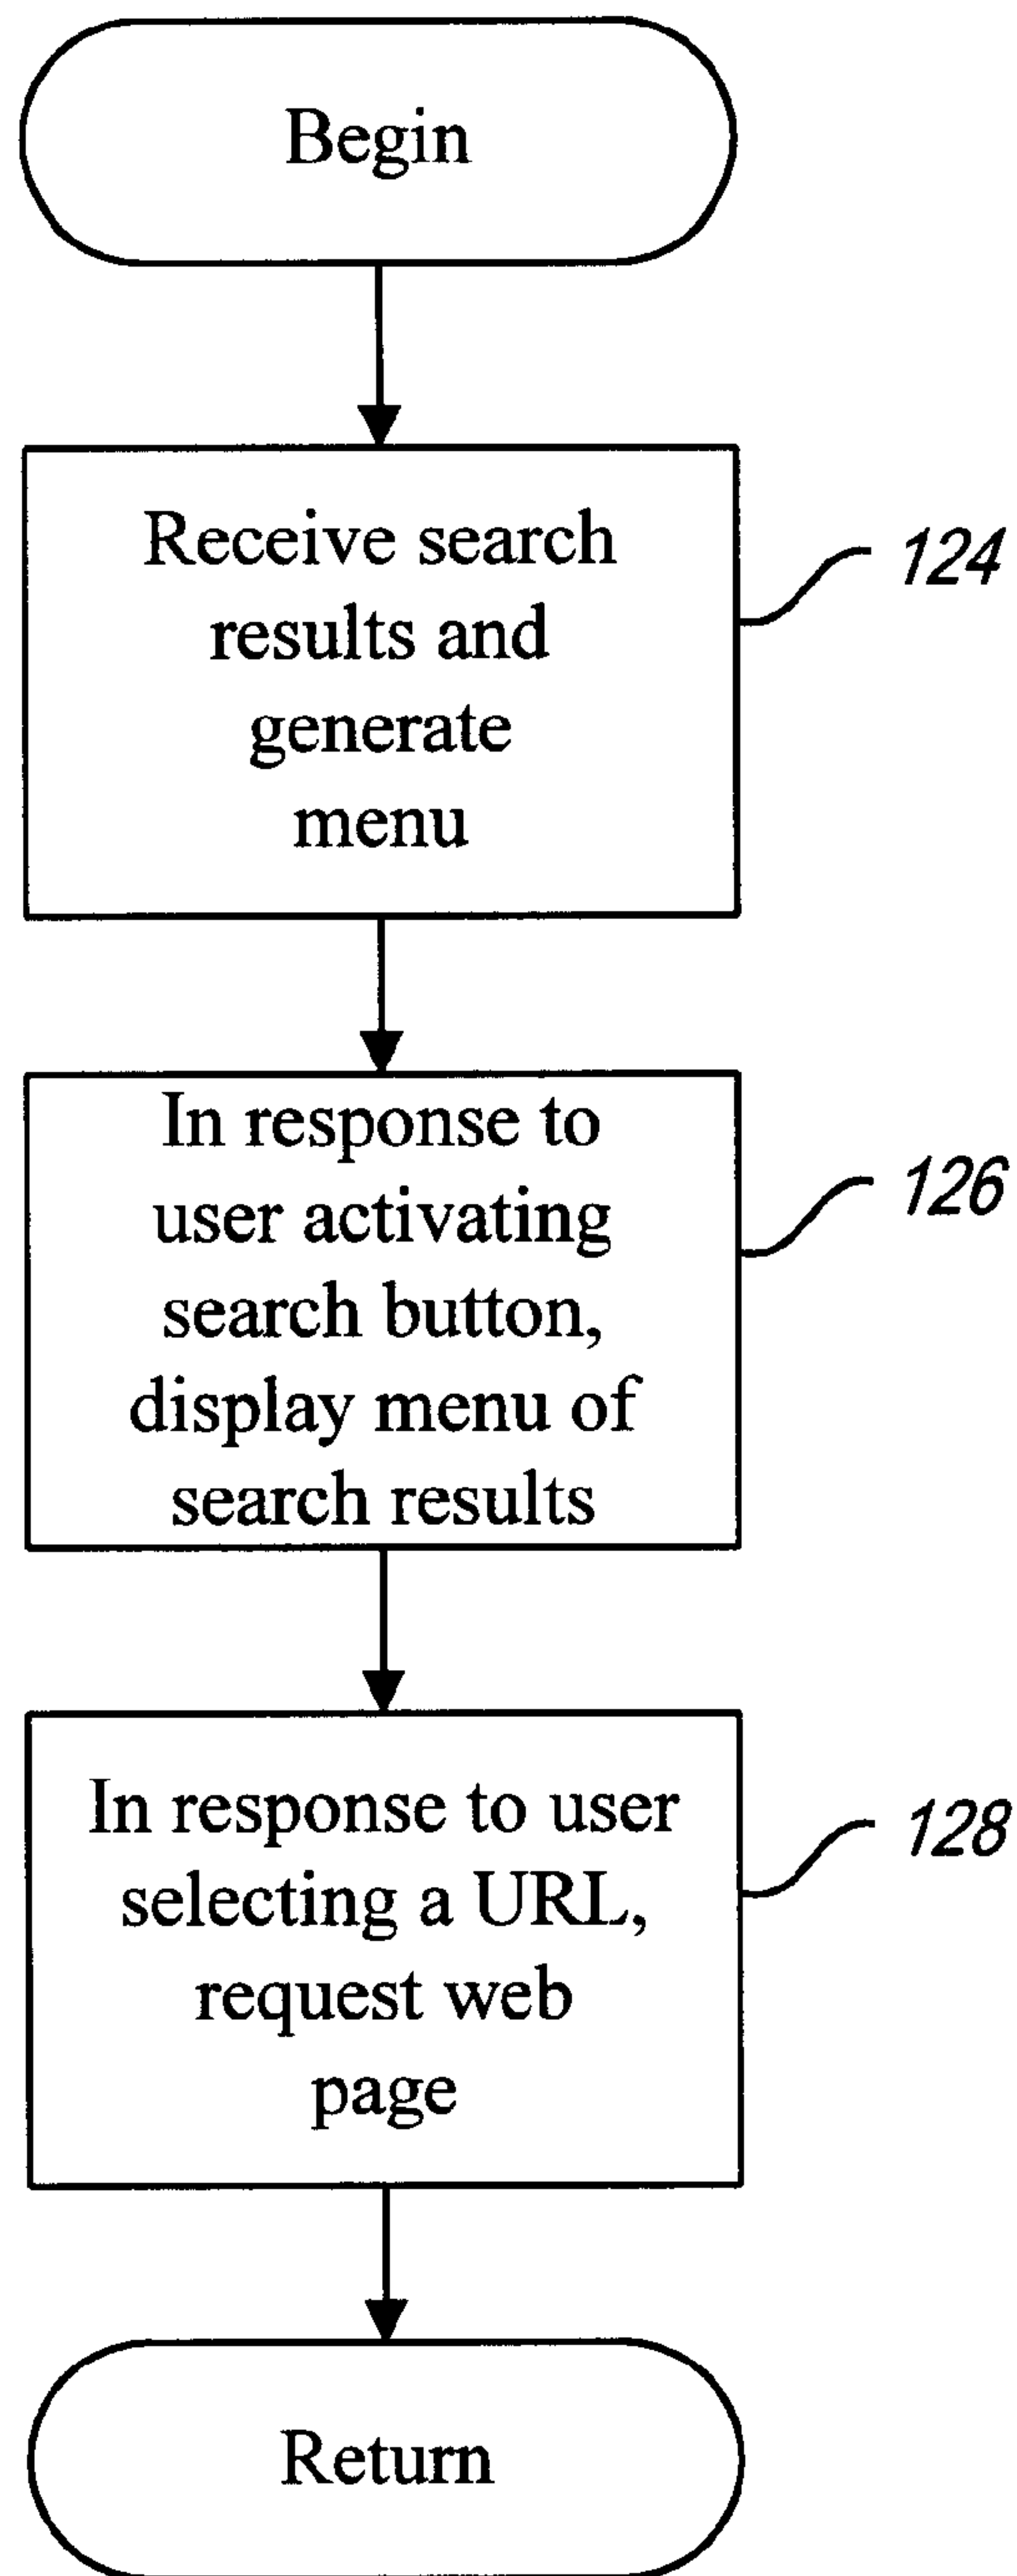 Begin
Receive search
results and
generate
menu
124
In response to
user activating
search button,
display menu of
search results
126
In response to user
selecting a URL,
request web
page
128
Return